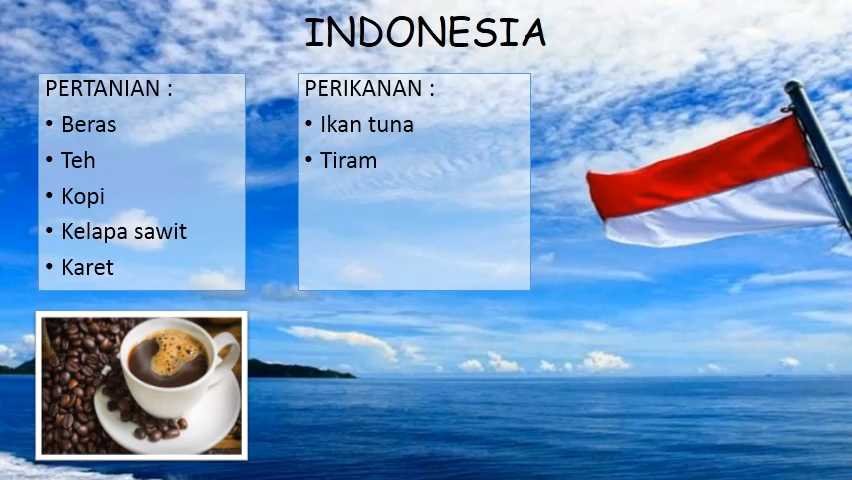 INDONESIA
PERTANIAN :
• Beras
• Teh
• Kopi
• Kelapa sawit
• Karet
PERIKANAN :
• Ikan tuna
• Tiram